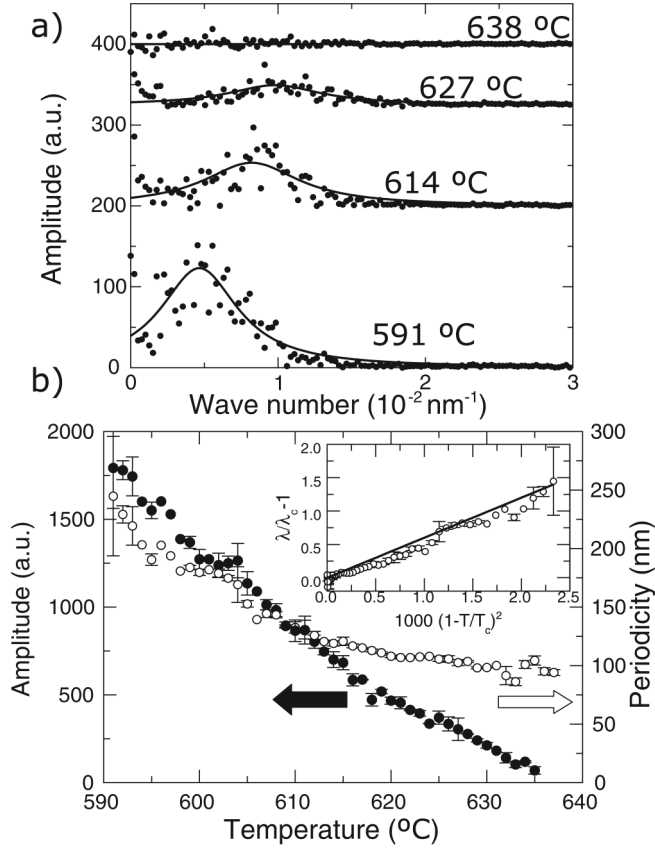 a)
638 ºC
400
627 ºC
300
614 ºC
200
100
591 ºC
0
Amplitude (a.u.)
0 1 2 3
Wave number (10-2 nm-1)
b)
2000
1500
1000
500
0
Amplitude (a.u.)
300
250
200
150
100
50
0
Periodicity (nm)
2.0
1.5
1.0
0.5
0.0
λ/λc-1
0.0 0.5 1.0 1.5 2.0 2.5
1000 (1-T/Tc)2
590 600 610 620 630 640
Temperature (ºC)